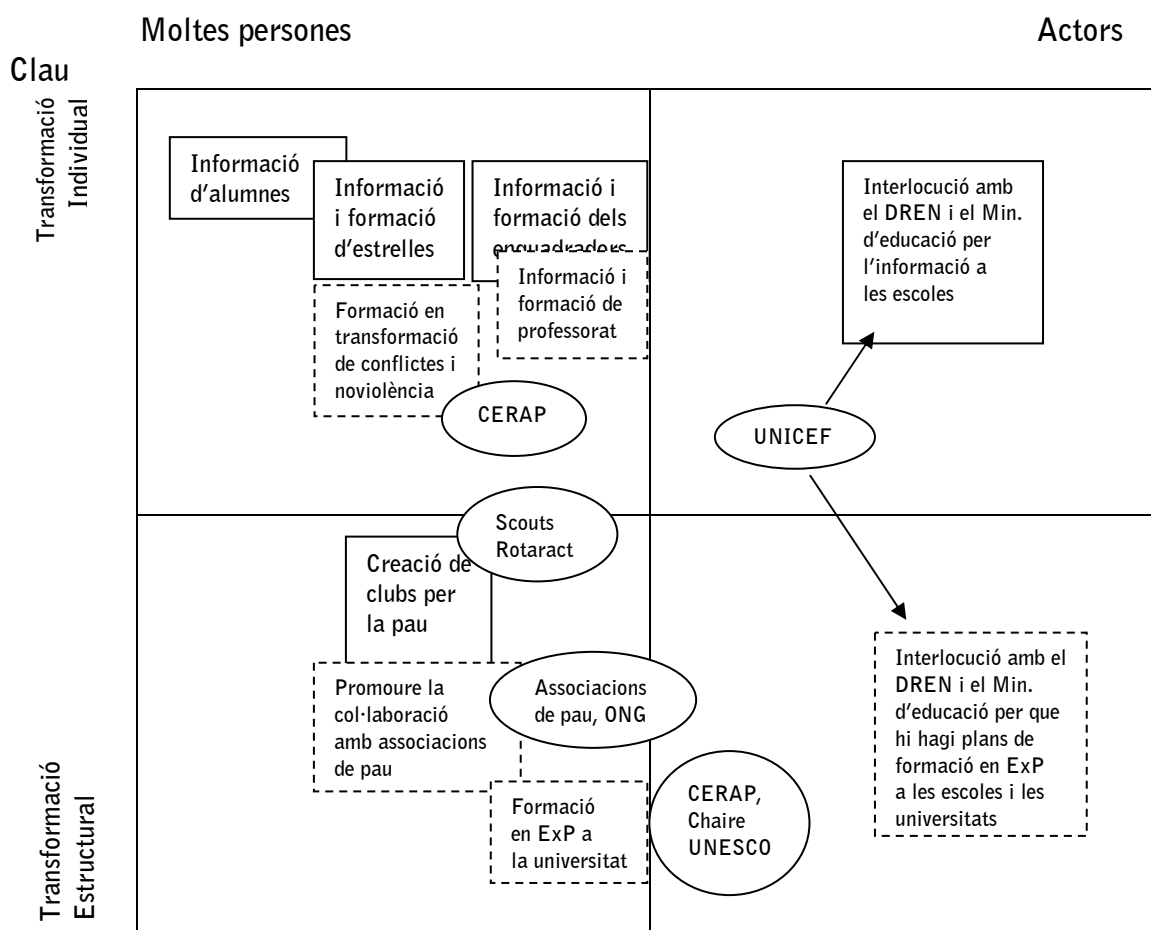 Moltes persones
Actors
Clau
Transformació
Individual
Informació
d'alumnes
Informació
i formació
d'estrelles
Informació i
formació dels
enquadraders
Informació i
formació de
professorat
Formació en
transformació
de conflictes i
noviolència
CERAP
Interlocució amb
el DREN i el Min.
d'educació per
l'informació a
les escoles
UNICEF
Scouts
Rotaract
Creació de
clubs per
la pau
Promoure la
col·laboració
amb associacions
de pau
Associacions
de pau, ONG
Formació
en ExP a
la universitat
CERAP,
Chaire
UNESCO
Interlocució amb el
DREN i el Min.
d'educació per que
hi hagi plans de
formació en ExP
a les escoles i les
universitats
Transformació
Estructural